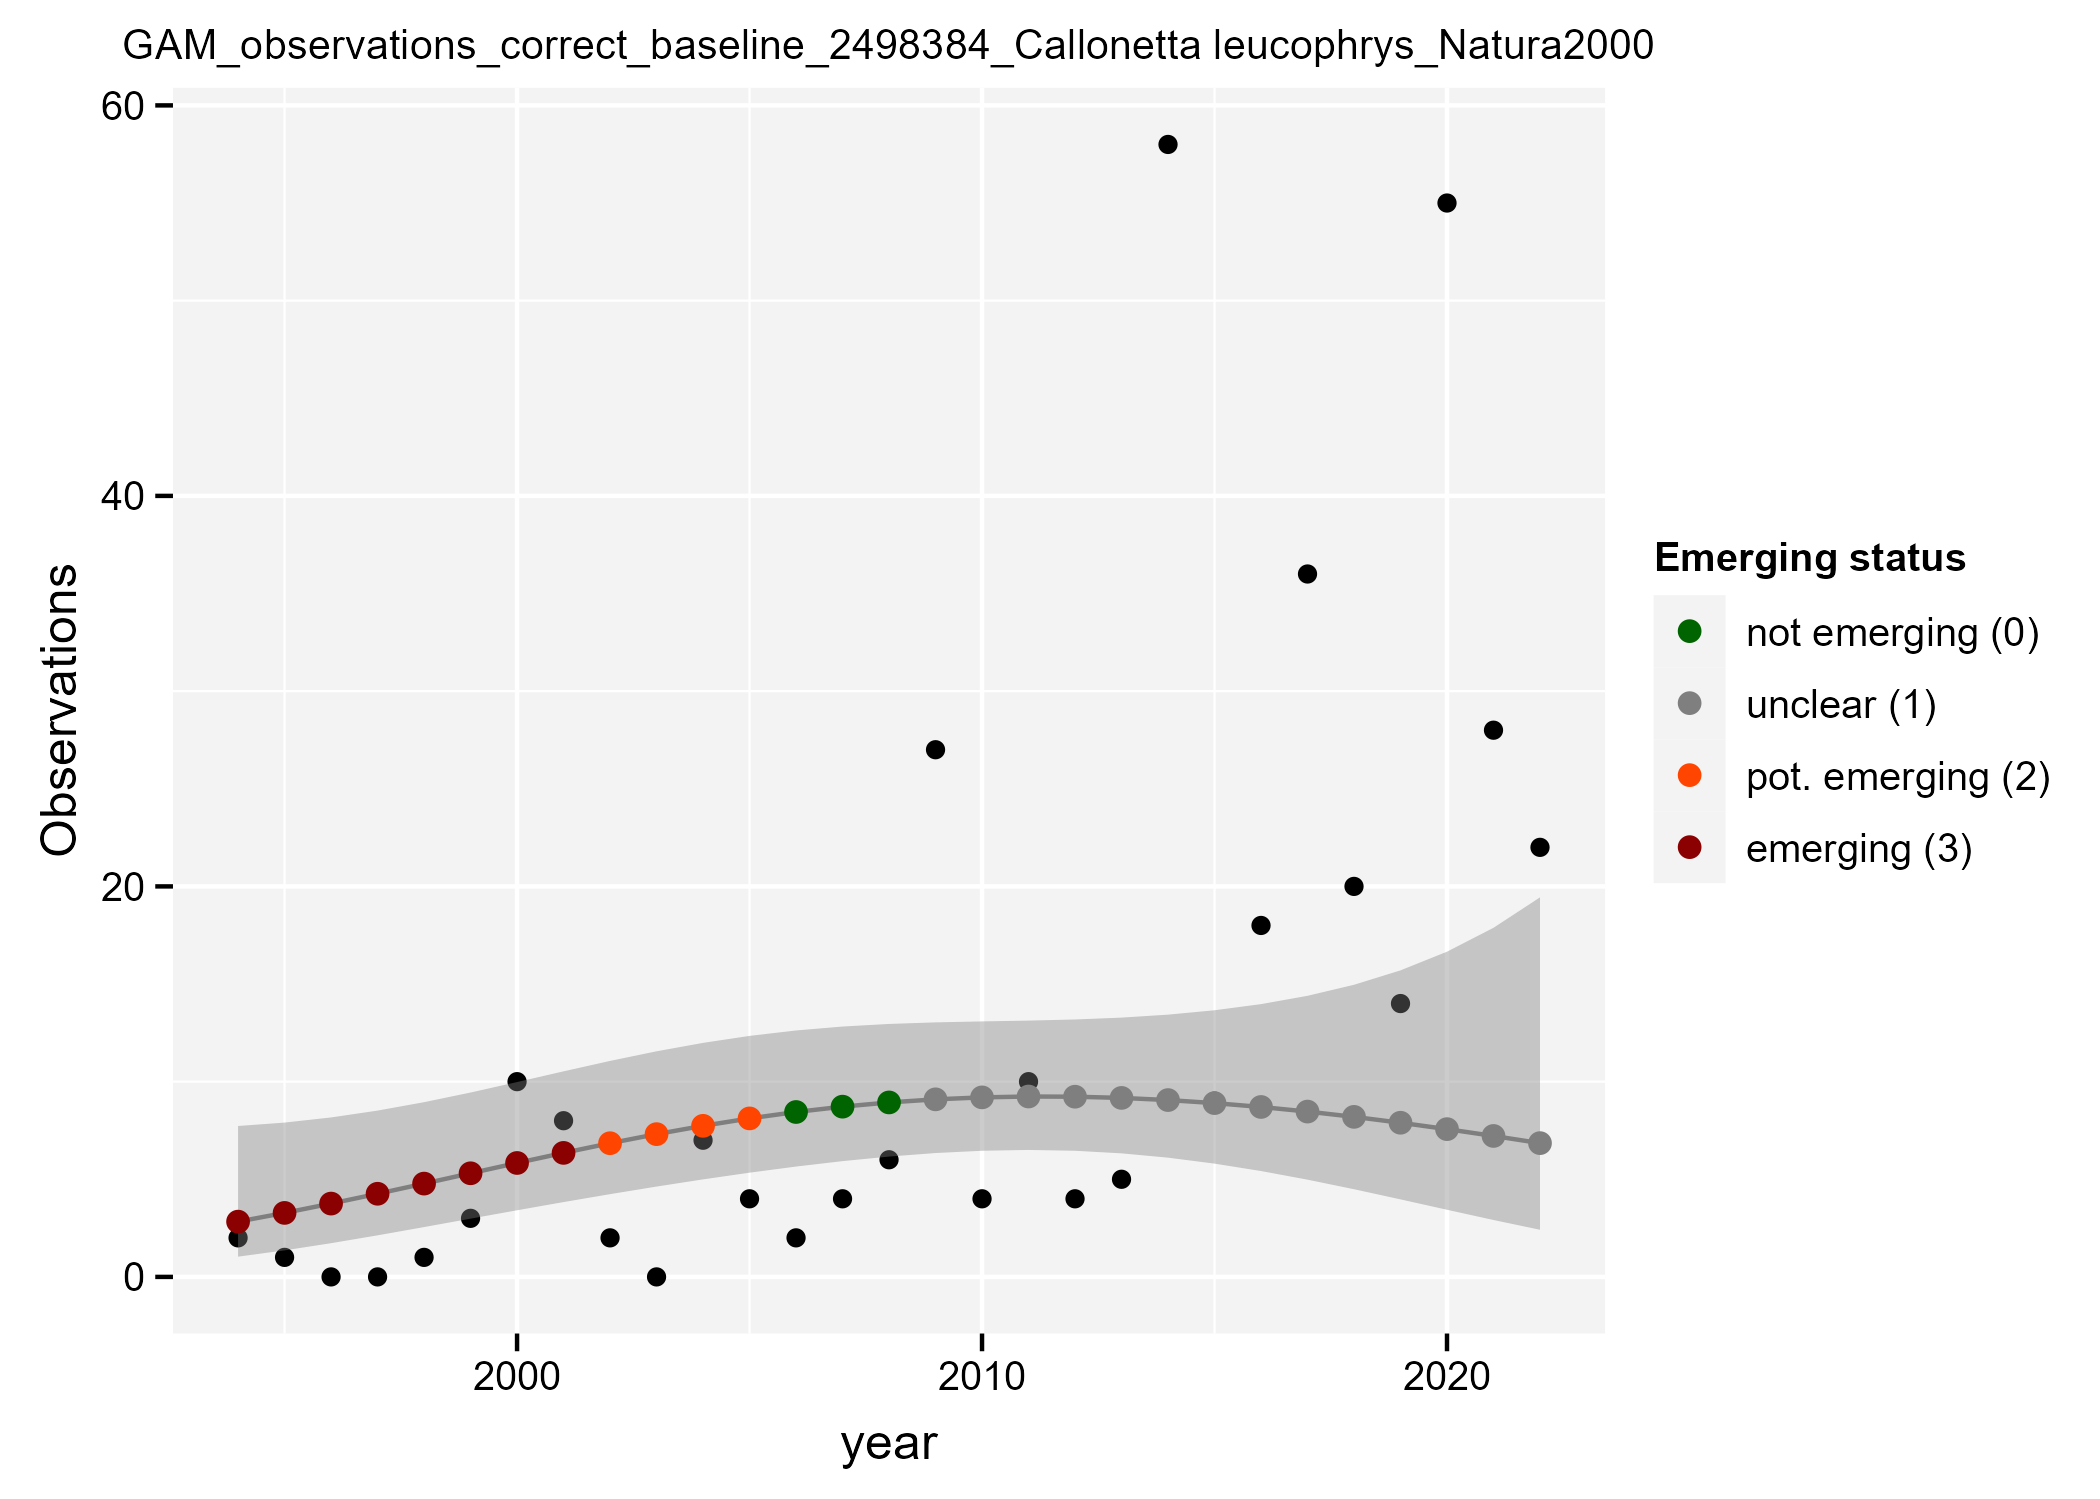 GAM_observations_correct_baseline_2498384_Callonetta leucophrys_Natura2000
60
40
20
0
Observations
2000
2010
2020
year
Emerging status
not emerging (0)
unclear (1)
pot. emerging (2)
emerging (3)